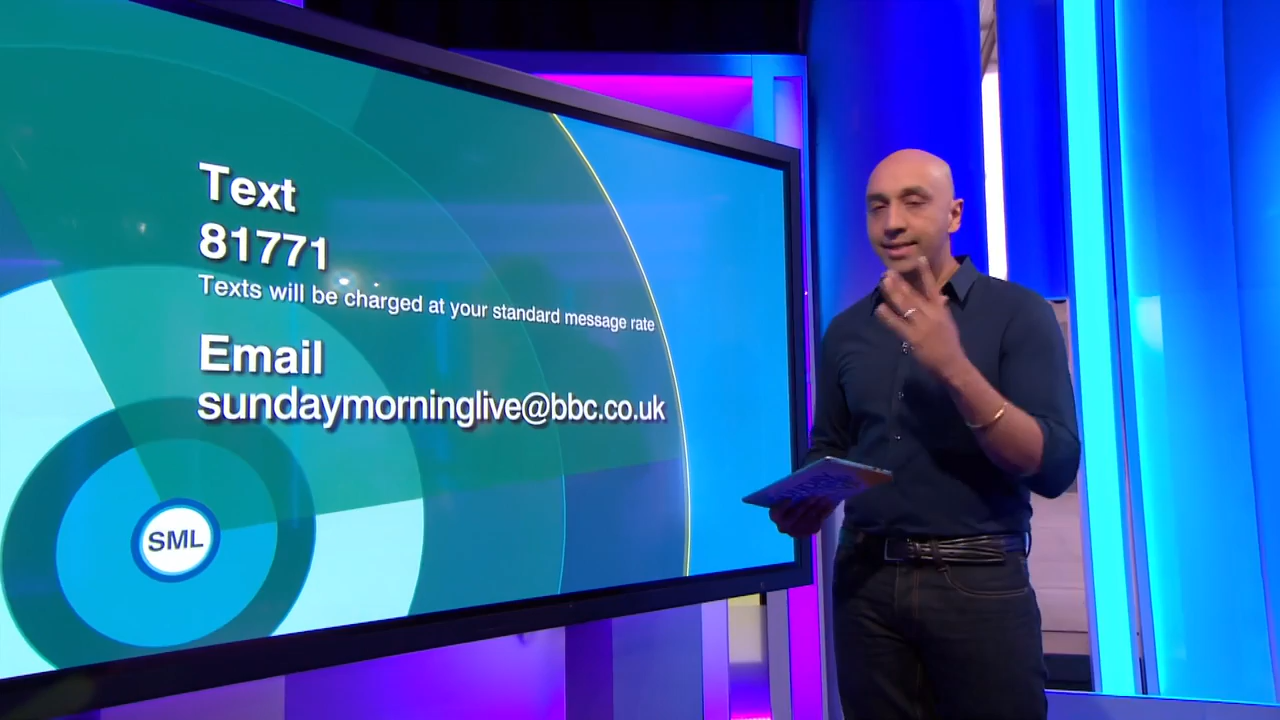 Text
81771
Texts will be charged at your standard message rate
Email
sundaymorninglive@bbc.co.uk
SML